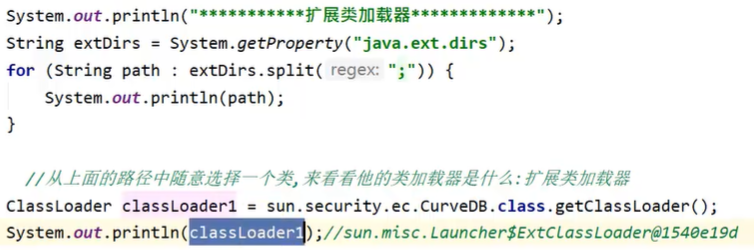 System.out.println("***********扩展类加载器*************");
String extDirs = System.getProperty("java.ext.dirs");
for (String path : extDirs.split( regex: ";")) {
System.out.println(path);
}
//从上面的路径中随意选择一个类,来看看他的类加载器是什么:扩展类加载器
ClassLoader classLoader1 = sun.security.ec.CurveDB.class.getClassLoader();
System.out.println(classLoader1);//sun.misc.Launcher$ExtClassLoader@1540e19d